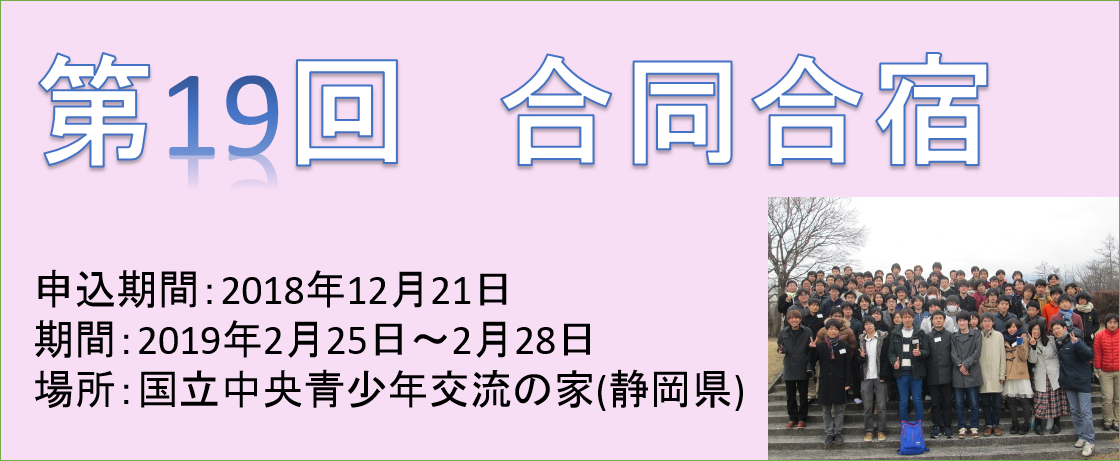 第19回　合同合宿
申込期間：2018年12月21日
期間：2019年2月25日～2月28日
場所：国立中央青少年交流の家(静岡県)